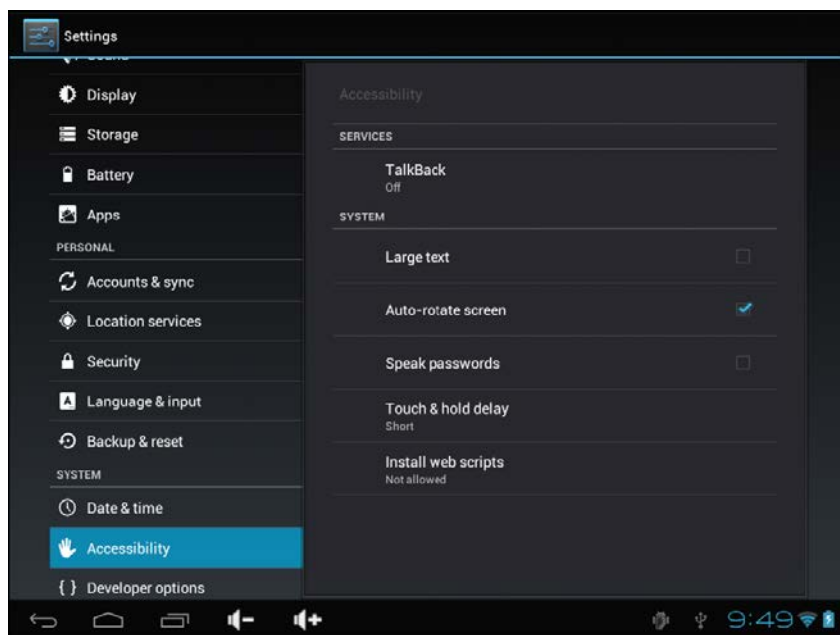 Settings
Display
Storage
Battery
Apps
PERSONAL
Accounts & sync
Location services
Security
Language & input
Backup & reset
SYSTEM
Date & time
Accessibility
{ } Developer options
Accessibility
SERVICES
TalkBack
Off
SYSTEM
Large text
Auto-rotate screen
Speak passwords
Touch & hold delay
Short
Install web scripts
Not allowed
9:49